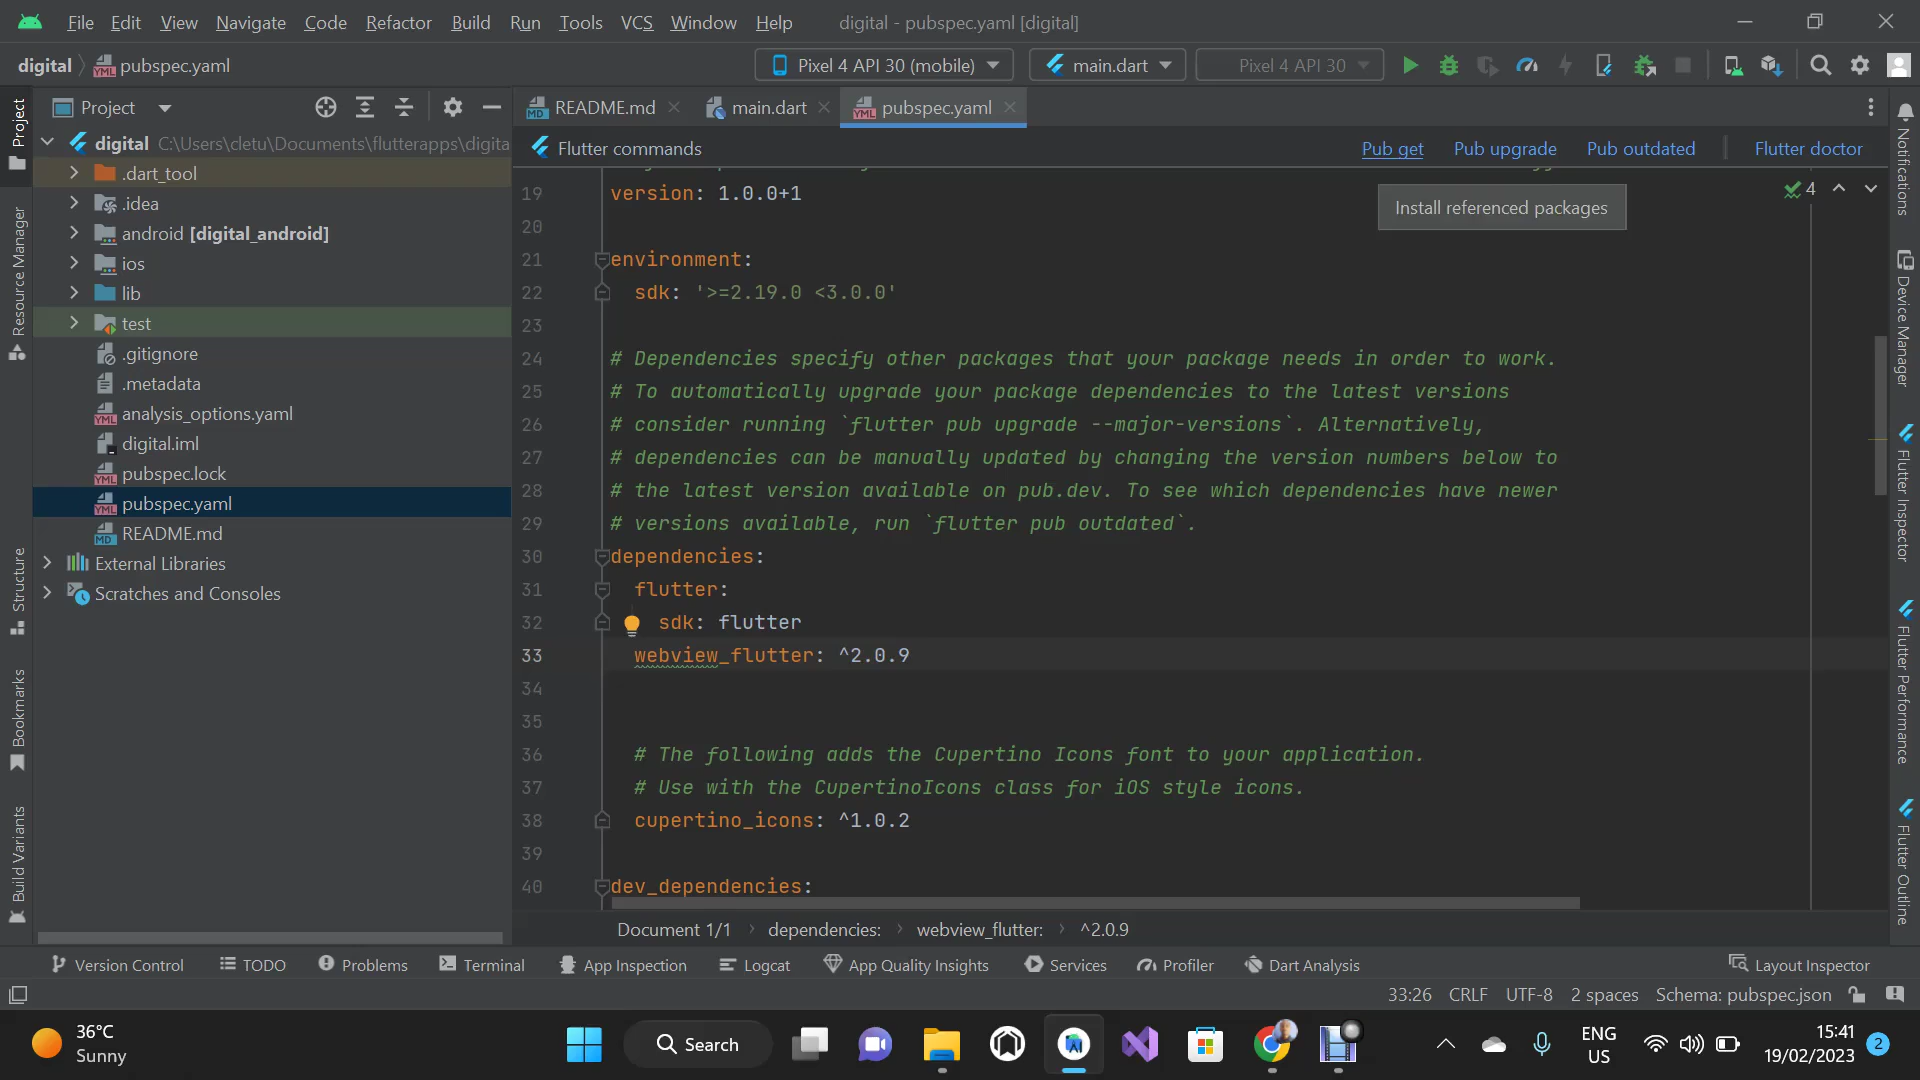 File Edit View Navigate Code Refactor Build Run Tools VCS Window Help digital - pubspec.yaml [digital]
digital pubspec.yaml Pixel 4 API 30 (mobile) main.dart Pixel 4 API 30
Project README.md main.dart pubspec.yaml
digital C:\Users\cletu\Documents\flutterapps\digita
Flutter commands Pub get Pub upgrade Pub outdated Flutter doctor
Install referenced packages
4
.dart_tool
.idea
android [digital_android]
ios
lib
test
.gitignore
.metadata
analysis_options.yaml
digital.iml
pubspec.lock
pubspec.yaml
README.md
External Libraries
Scratches and Consoles
19 version: 1.0.0+1
20
21 environment:
22 sdk: '>=2.19.0 <3.0.0'
23
24 # Dependencies specify other packages that your package needs in order to work.
25 # To automatically upgrade your package dependencies to the latest versions
26 # consider running `flutter pub upgrade --major-versions`. Alternatively,
27 # dependencies can be manually updated by changing the version numbers below to
28 # the latest version available on pub.dev. To see which dependencies have newer
29 # versions available, run `flutter pub outdated`.
30 dependencies:
31 flutter:
32 sdk: flutter
33 webview_flutter: ^2.0.9
34
35
36 # The following adds the Cupertino Icons font to your application.
37 # Use with the CupertinoIcons class for iOS style icons.
38 cupertino_icons: ^1.0.2
39
40 dev_dependencies:
Document 1/1 dependencies: webview_flutter: ^2.0.9
Project
Resource Manager
Structure
Bookmarks
Build Variants
Notifications
Device Manager
Flutter Inspector
Flutter Performance
Flutter Outline
Version Control TODO Problems Terminal App Inspection Logcat App Quality Insights Services Profiler Dart Analysis Layout Inspector
33:26 CRLF UTF-8 2 spaces Schema: pubspec.json
36°C
Sunny
Search
ENG
US
15:41
19/02/2023
2